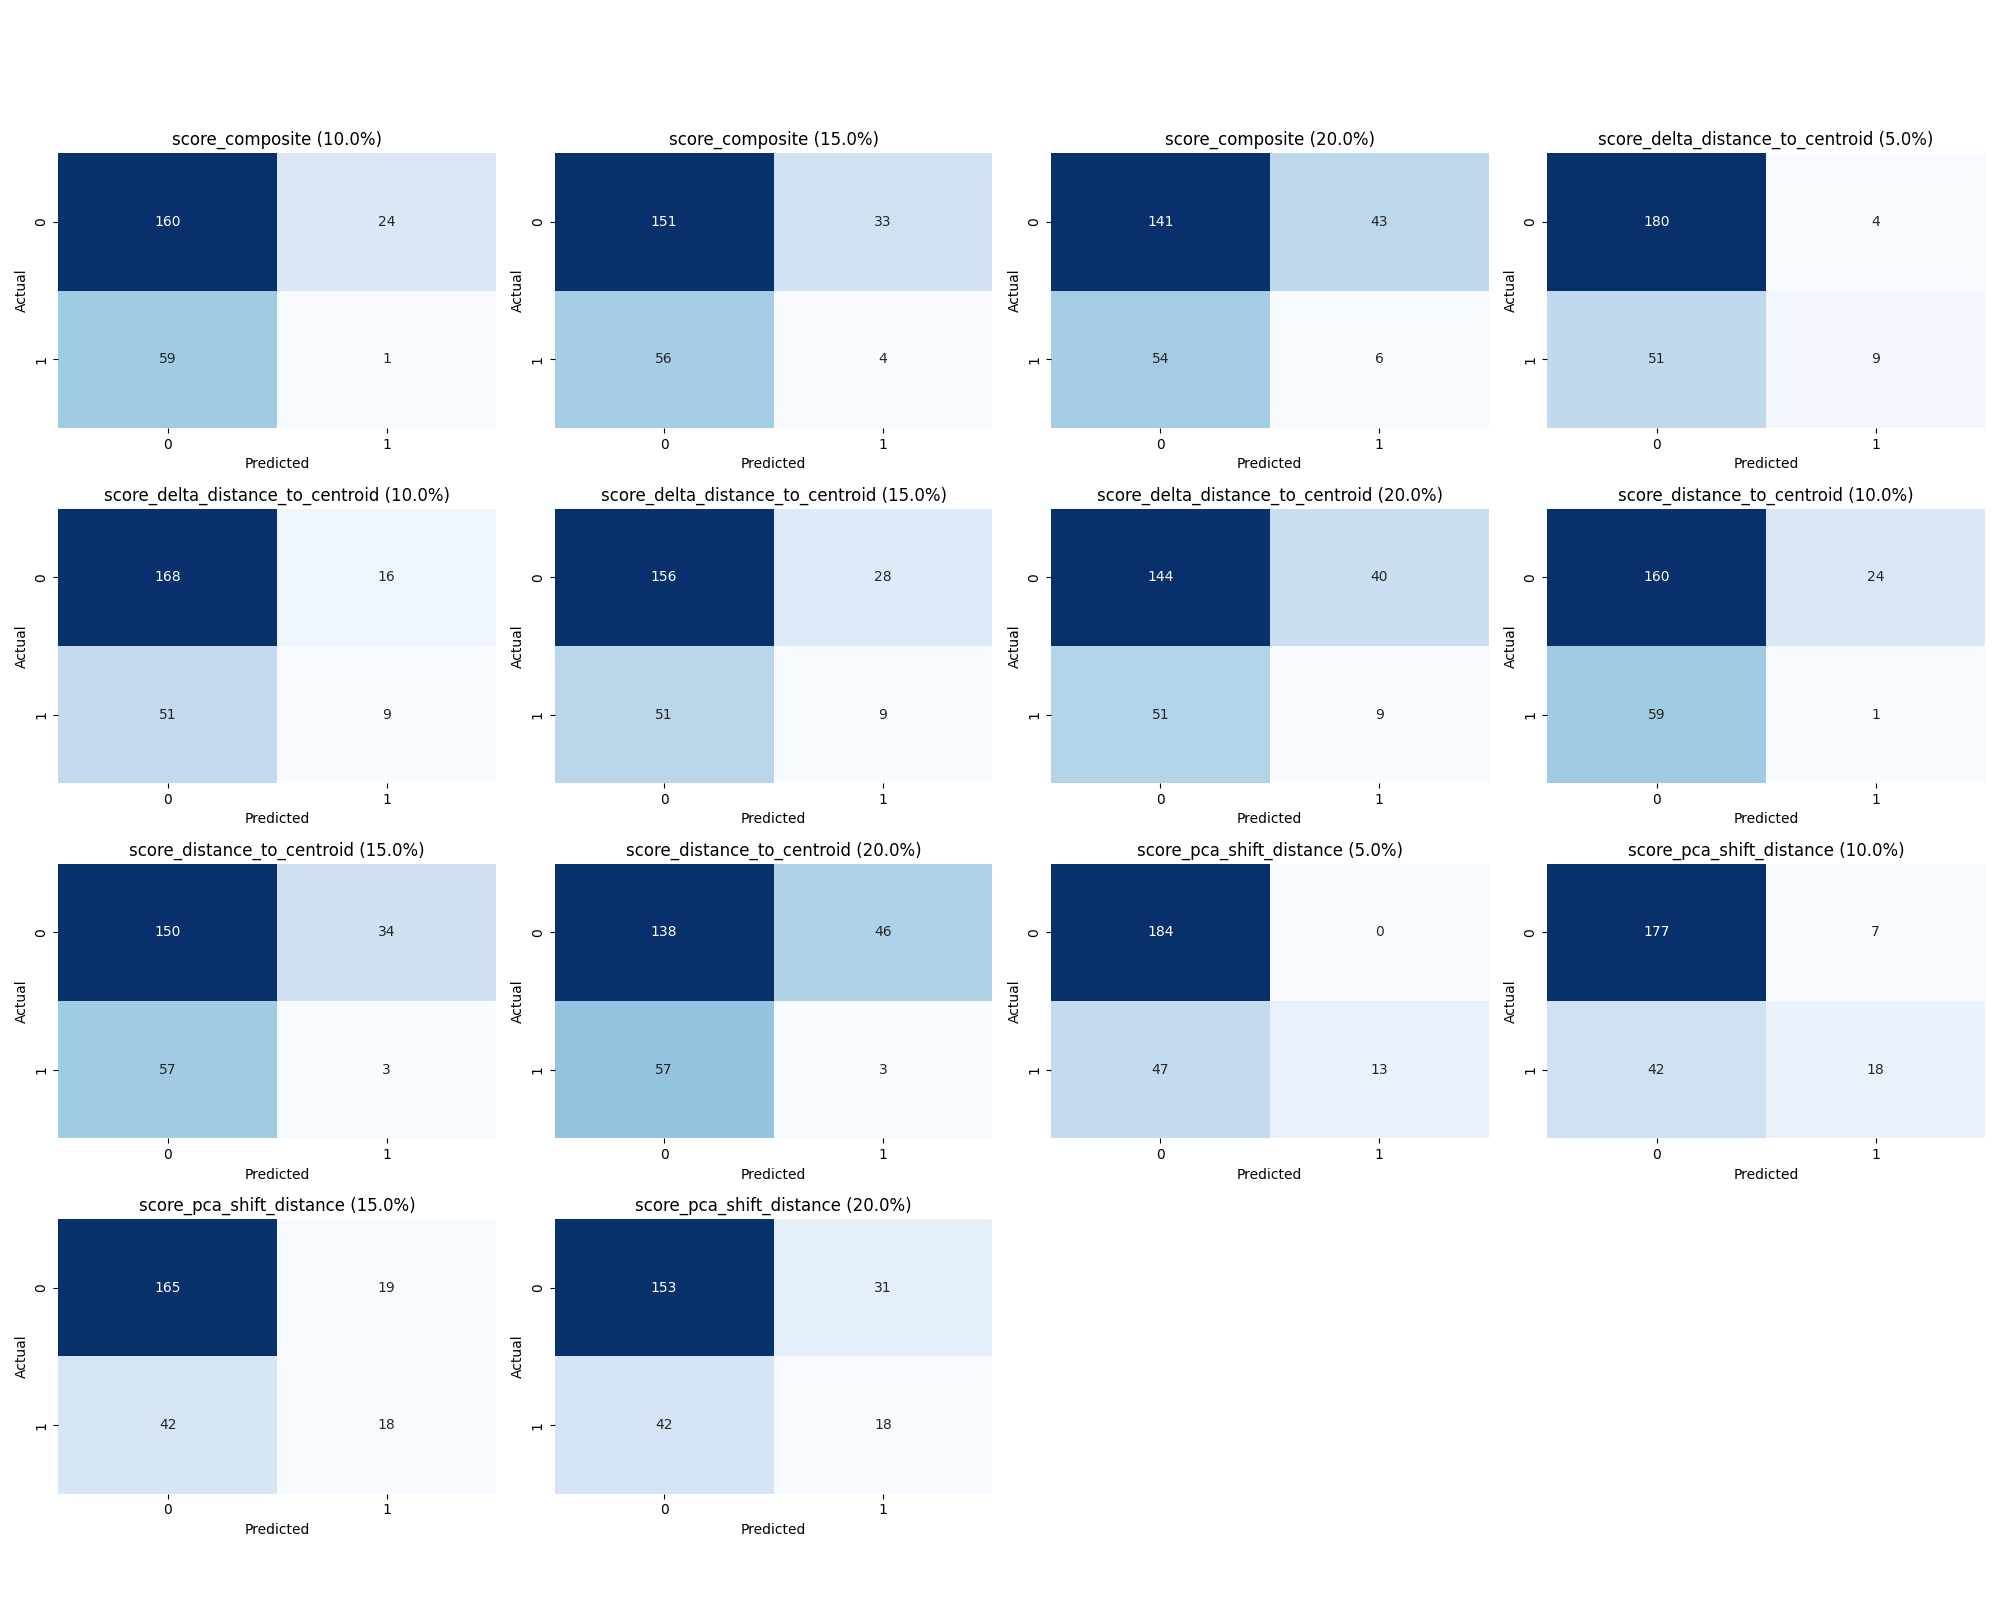 score_composite (10.0%)
0
160
24
Actual
1
59
1
0
1
Predicted
score_composite (15.0%)
0
151
33
Actual
1
56
4
0
1
Predicted
score_composite (20.0%)
0
141
43
Actual
1
54
6
0
1
Predicted
score_delta_distance_to_centroid (5.0%)
0
180
4
Actual
1
51
9
0
1
Predicted
score_delta_distance_to_centroid (10.0%)
0
168
16
Actual
1
51
9
0
1
Predicted
score_delta_distance_to_centroid (15.0%)
0
156
28
Actual
1
51
9
0
1
Predicted
score_delta_distance_to_centroid (20.0%)
0
144
40
Actual
1
51
9
0
1
Predicted
score_distance_to_centroid (10.0%)
0
160
24
Actual
1
59
1
0
1
Predicted
score_distance_to_centroid (15.0%)
0
150
34
Actual
1
57
3
0
1
Predicted
score_distance_to_centroid (20.0%)
0
138
46
Actual
1
57
3
0
1
Predicted
score_pca_shift_distance (5.0%)
0
184
0
Actual
1
47
13
0
1
Predicted
score_pca_shift_distance (10.0%)
0
177
7
Actual
1
42
18
0
1
Predicted
score_pca_shift_distance (15.0%)
0
165
19
Actual
1
42
18
0
1
Predicted
score_pca_shift_distance (20.0%)
0
153
31
Actual
1
42
18
0
1
Predicted